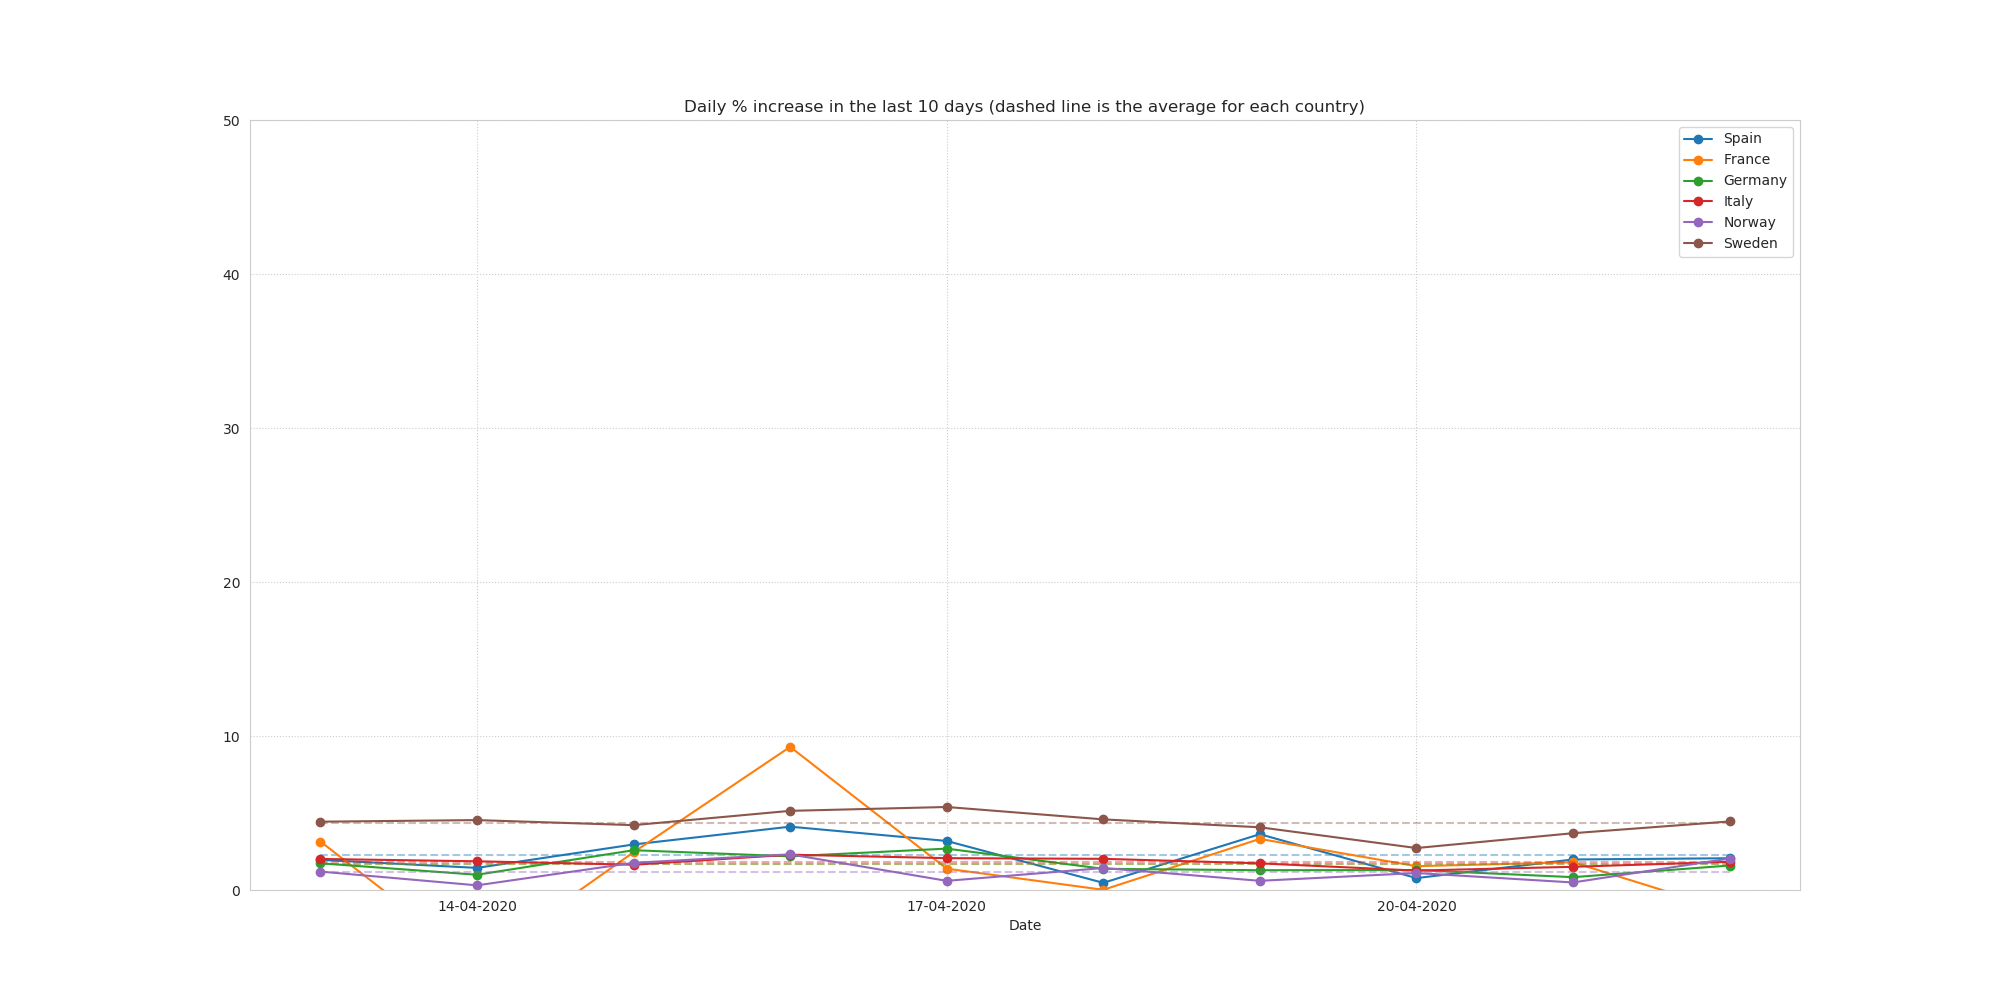 Daily % increase in the last 10 days (dashed line is the average for each country)
50
40
30
20
10
0
Spain
France
Germany
Italy
Norway
Sweden
14-04-2020 17-04-2020 20-04-2020
Date